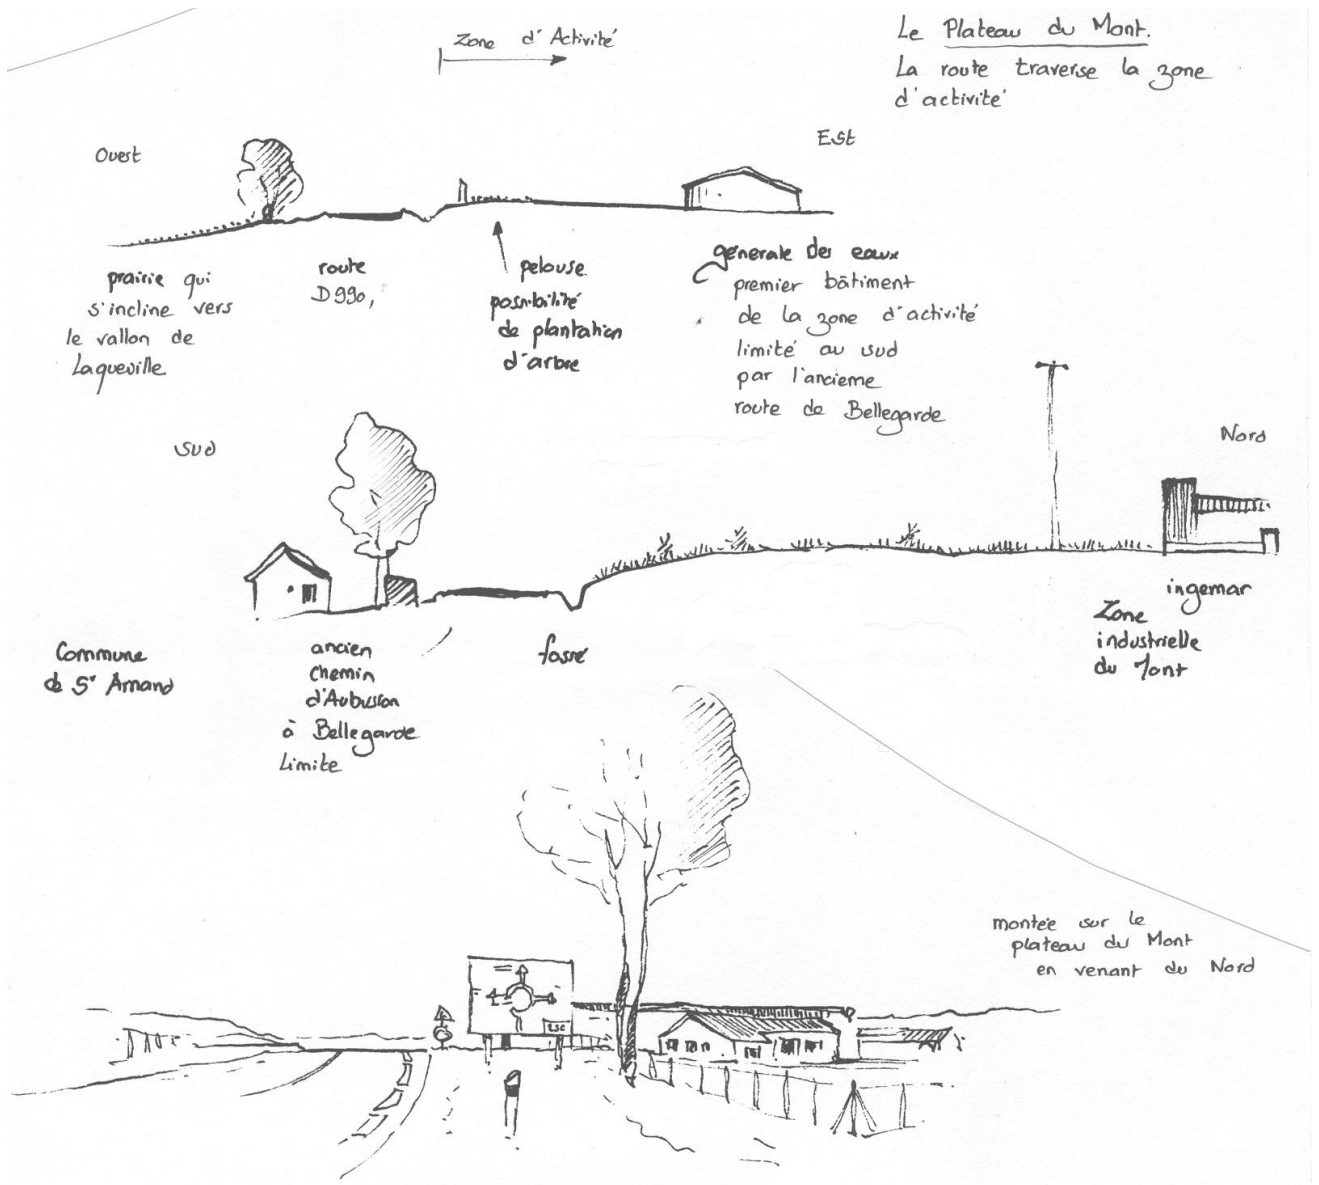 Le Plateau du Mont.
La route traverse la zone
d'activité
Zone d'Activité
Ouest
Est
prairie qui
s'incline vers
le vallon de
Laqueuille
route
D990,
pelouse
possibilité
de plantation
d'arbre
générale des eaux
premier bâtiment
de la zone d'activité
limité au sud
par l'ancienne
route de Bellegarde
Sud
Nord
Commune
de St Amand
ancien
chemin
d'Aubusson
à Bellegarde
Limite
fossé
ingemar
Zone
industrielle
du Mont
montée sur le
plateau du Mont
en venant du Nord